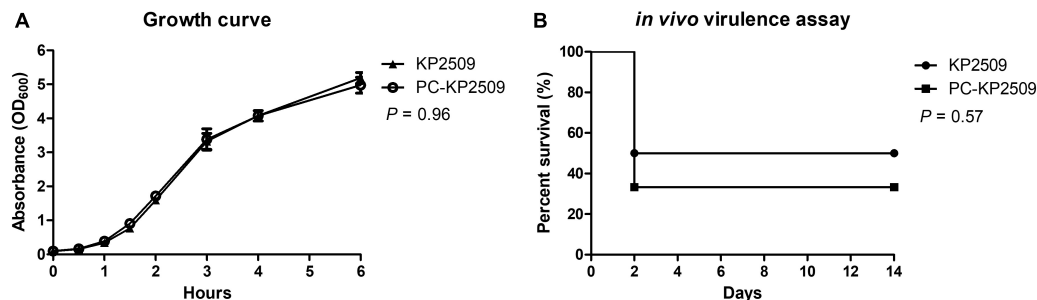 A Growth curve
Absorbance (OD600)
6
5
4
3
2
1
0
0 1 2 3 4 5 6
Hours
KP2509
PC-KP2509
P = 0.96
B in vivo virulence assay
Percent survival (%)
100
80
60
40
20
0
0 2 4 6 8 10 12 14
Days
KP2509
PC-KP2509
P = 0.57